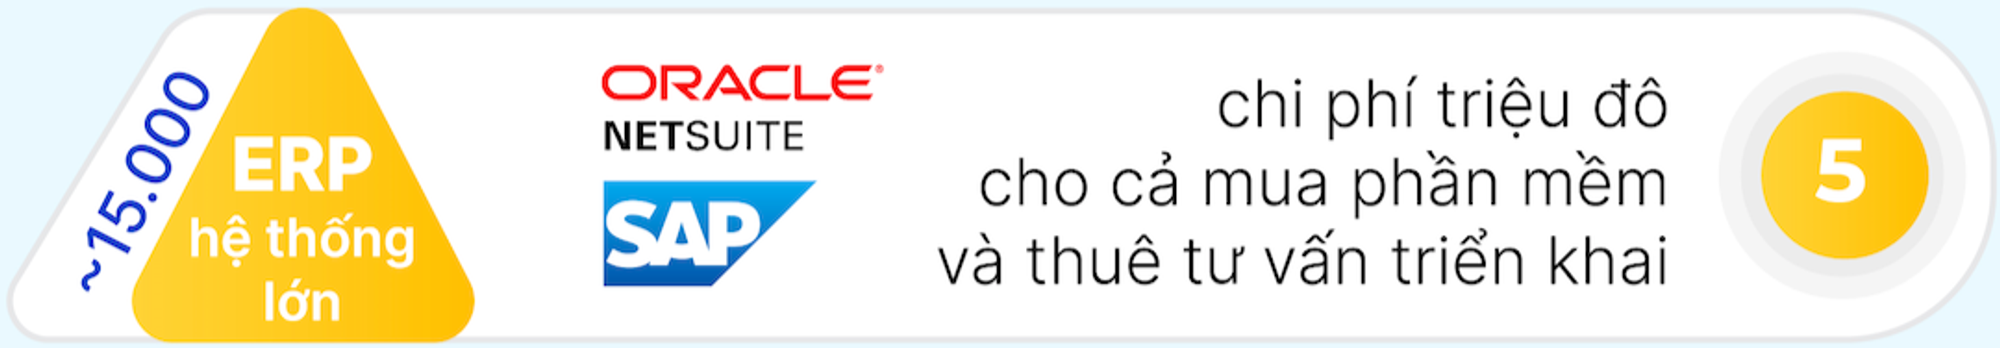 ~15.000
ERP
hệ thống
lớn
ORACLE®
NETSUITE
SAP
chi phí triệu đô
cho cả mua phần mềm
và thuê tư vấn triển khai
5